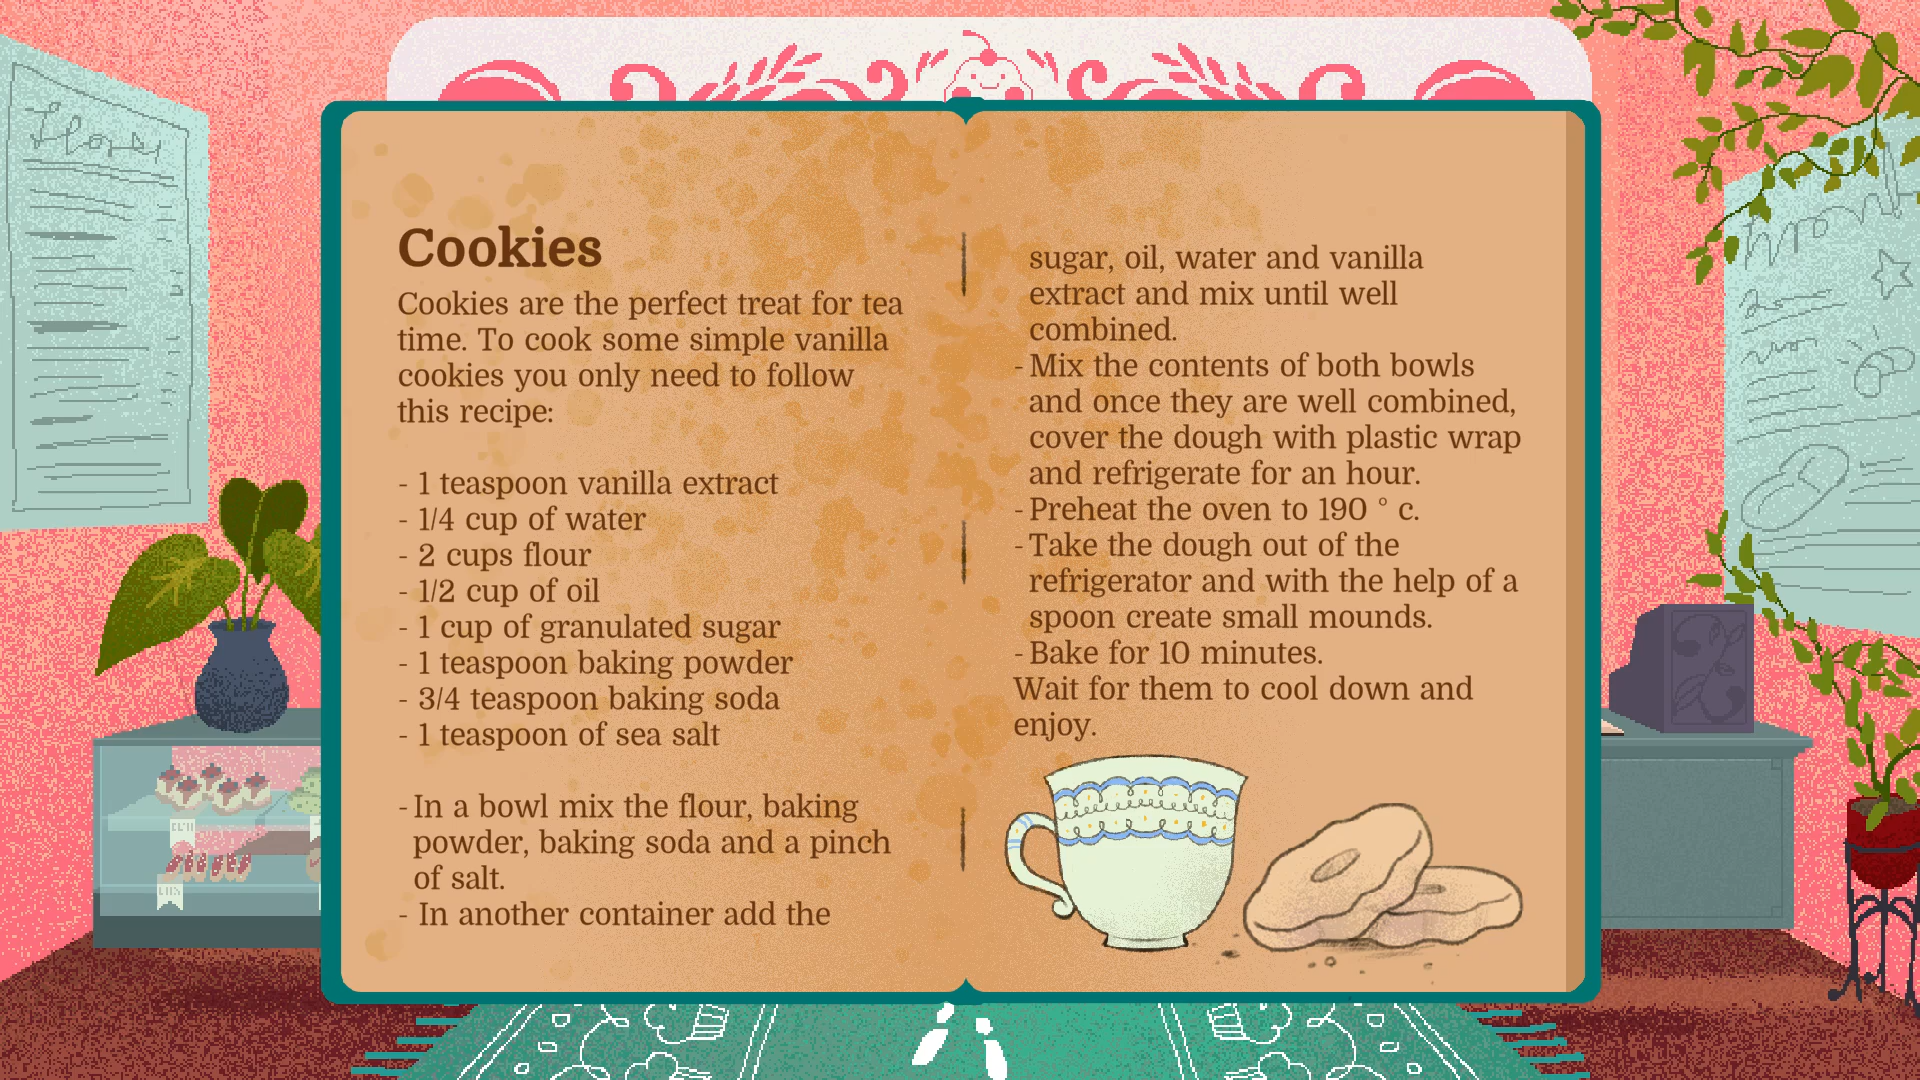 Cookies
Cookies are the perfect treat for tea
time. To cook some simple vanilla
cookies you only need to follow
this recipe:
- 1 teaspoon vanilla extract
- 1/4 cup of water
- 2 cups flour
- 1/2 cup of oil
- 1 cup of granulated sugar
- 1 teaspoon baking powder
- 3/4 teaspoon baking soda
- 1 teaspoon of sea salt
- In a bowl mix the flour, baking
powder, baking soda and a pinch
of salt.
- In another container add the
sugar, oil, water and vanilla
extract and mix until well
combined.
- Mix the contents of both bowls
and once they are well combined,
cover the dough with plastic wrap
and refrigerate for an hour.
- Preheat the oven to 190 ° c.
- Take the dough out of the
refrigerator and with the help of a
spoon create small mounds.
- Bake for 10 minutes.
Wait for them to cool down and
enjoy.